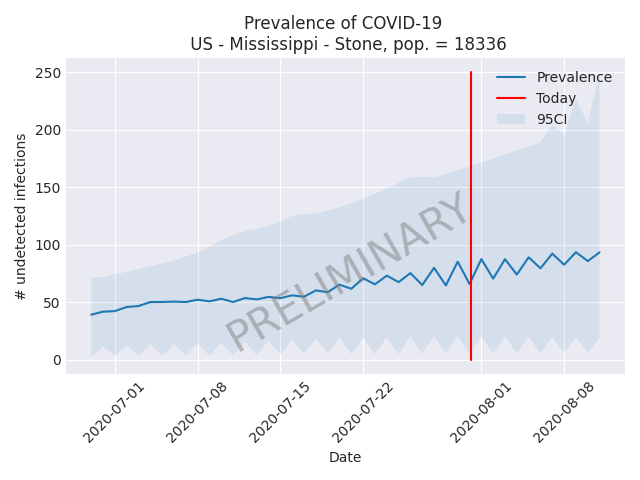 Prevalence of COVID-19
US - Mississippi - Stone, pop. = 18336
250
200
150
100
50
0
# undetected infections
Prevalence
Today
95CI
PRELIMINARY
2020-07-01
2020-07-08
2020-07-15
2020-07-22
2020-08-01
2020-08-08
Date